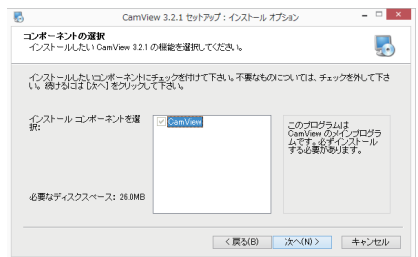 CamView 3.2.1 セットアップ：インストール オプション
コンポーネントの選択
インストールしたい CamView 3.2.1 の機能を選択してください。
インストールしたいコンポーネントにチェックを付けて下さい。不要なものについては、チェックを外して下さ
い。 続けるには [次へ] をクリックして下さい。
インストール コンポーネントを選
択:
CamView
このプログラムは
CamView のメインプログラ
ムです。必ずインストール
する必要があります。
必要なディスクスペース: 26.0MB
< 戻る(B)
次へ(N) >
キャンセル